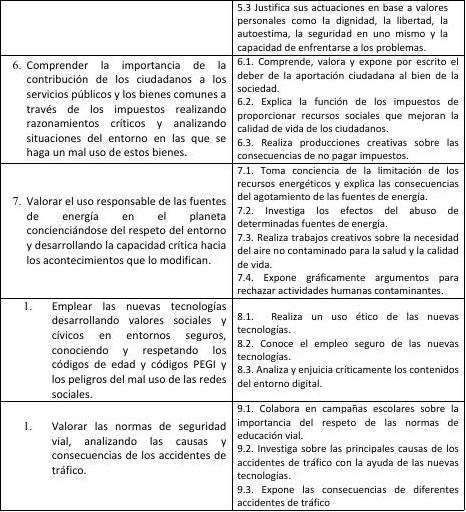 5.3 Justifica sus actuaciones en base a valores
personales como la dignidad, la libertad, la
autoestima, la seguridad en uno mismo y la
capacidad de enfrentarse a los problemas.
6. Comprender la importancia de la
contribución de los ciudadanos a los
servicios públicos y los bienes comunes a
través de los impuestos realizando
razonamientos críticos y analizando
situaciones del entorno en las que se
haga un mal uso de estos bienes.
6.1. Comprende, valora y expone por escrito el
deber de la aportación ciudadana al bien de la
sociedad.
6.2. Explica la función de los impuestos de
proporcionar recursos sociales que mejoran la
calidad de vida de los ciudadanos.
6.3. Realiza producciones creativas sobre las
consecuencias de no pagar impuestos.
7. Valorar el uso responsable de las fuentes
de energía en el planeta
concienciándose del respeto del entorno
y desarrollando la capacidad crítica hacia
los acontecimientos que lo modifican.
7.1. Toma conciencia de la limitación de los
recursos energéticos y explica las consecuencias
del agotamiento de las fuentes de energía.
7.2. Investiga los efectos del abuso de
determinadas fuentes de energía.
7.3. Realiza trabajos creativos sobre la necesidad
del aire no contaminado para la salud y la calidad
de vida.
7.4. Expone gráficamente argumentos para
rechazar actividades humanas contaminantes.
1. Emplear las nuevas tecnologías
desarrollando valores sociales y
cívicos en entornos seguros,
conociendo y respetando los
códigos de edad y códigos PEGI y
los peligros del mal uso de las redes
sociales.
8.1. Realiza un uso ético de las nuevas
tecnologías.
8.2. Conoce el empleo seguro de las nuevas
tecnologías.
8.3. Analiza y enjuicia críticamente los contenidos
del entorno digital.
1. Valorar las normas de seguridad
vial, analizando las causas y
consecuencias de los accidentes de
tráfico.
9.1. Colabora en campañas escolares sobre la
importancia del respeto de las normas de
educación vial.
9.2. Investiga sobre las principales causas de los
accidentes de tráfico con la ayuda de las nuevas
tecnologías.
9.3. Expone las consecuencias de diferentes
accidentes de tráfico